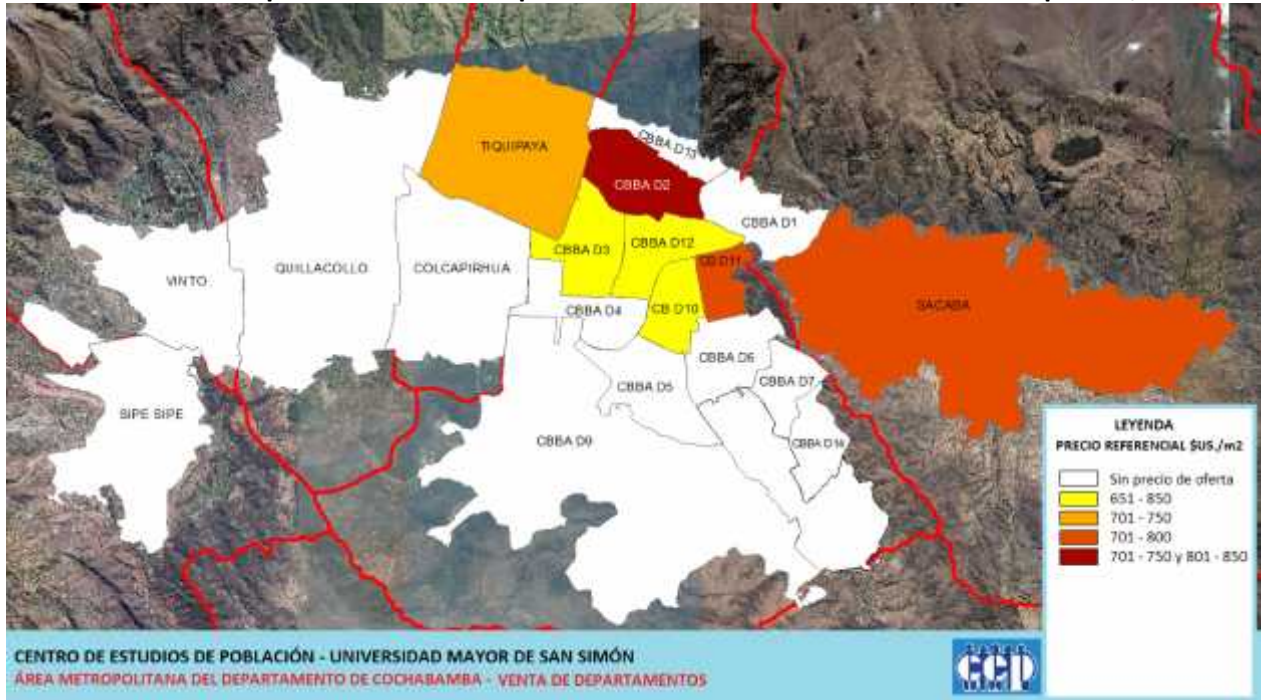 TIQUIPAYA
CBBA D13
CBBA D2
CBBA D1
CBBA D3
CBBA D12
CB D11
VINTO
QUILLACOLLO
COLCAPIRHUA
SACABA
CBBA D4
CB D10
CBBA D6
CBBA D5
CBBA D7
SIPE SIPE
CBBA D9
CBBA D14
LEYENDA
PRECIO REFERENCIAL $US./m2
Sin precio de oferta
651 - 850
701 - 750
701 - 800
701 - 750 y 801 - 850
CENTRO DE ESTUDIOS DE POBLACIÓN - UNIVERSIDAD MAYOR DE SAN SIMÓN
ÁREA METROPOLITANA DEL DEPARTAMENTO DE COCHABAMBA - VENTA DE DEPARTAMENTOS